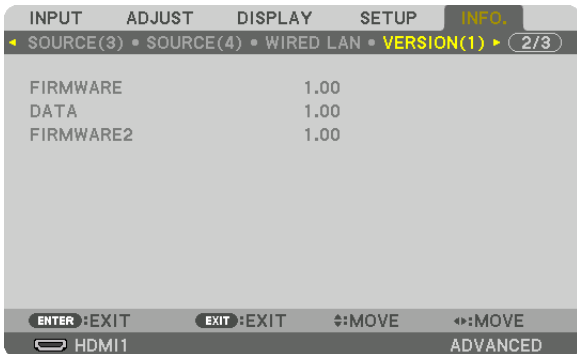 INPUT ADJUST DISPLAY SETUP INFO.
◄ SOURCE(3) • SOURCE(4) • WIRED LAN • VERSION(1) ► 2/3
FIRMWARE 1.00
DATA 1.00
FIRMWARE2 1.00
ENTER :EXIT EXIT :EXIT :MOVE :MOVE
HDMI1 ADVANCED